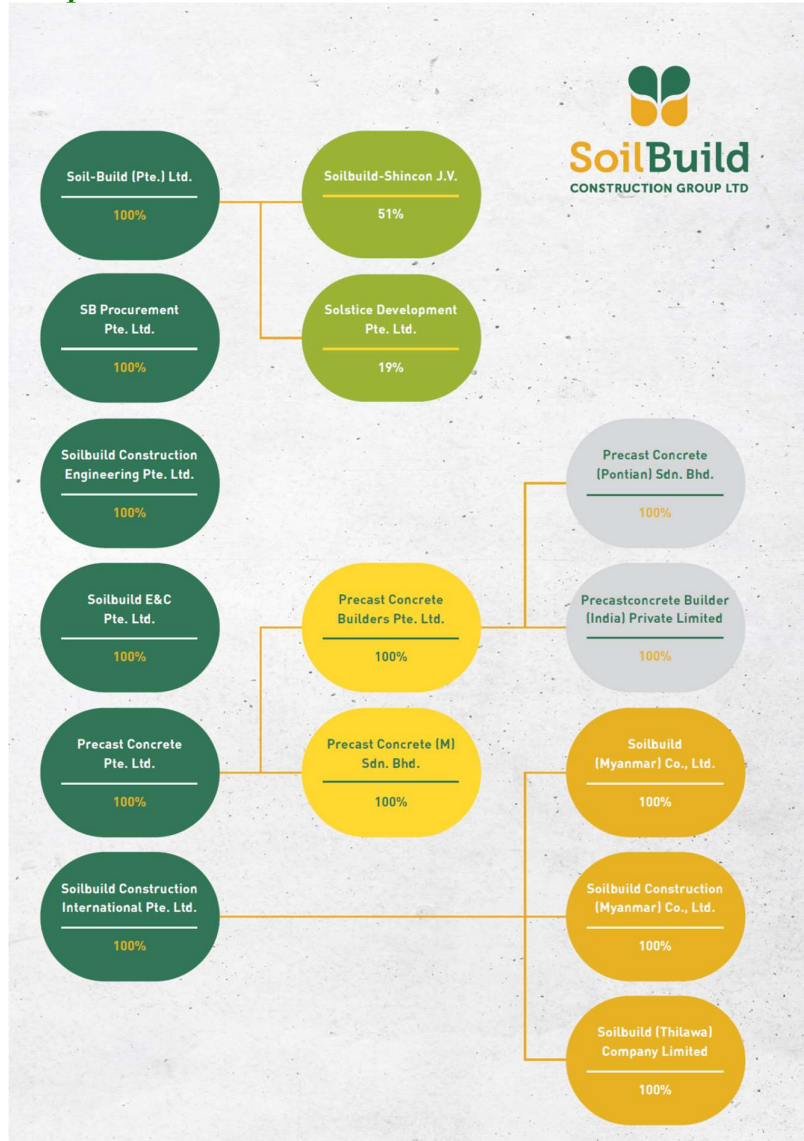 SoilBuild
CONSTRUCTION GROUP LTD
Soil-Build (Pte.) Ltd.
100%
Soilbuild-Shincon J.V.
51%
SB Procurement
Pte. Ltd.
100%
Solstice Development
Pte. Ltd.
19%
Soilbuild Construction
Engineering Pte. Ltd.
100%
Precast Concrete
(Pontian) Sdn. Bhd.
100%
Soilbuild E&C
Pte. Ltd.
100%
Precast Concrete
Builders Pte. Ltd.
100%
Precastconcrete Builder
(India) Private Limited
100%
Precast Concrete
Pte. Ltd.
100%
Precast Concrete (M)
Sdn. Bhd.
100%
Soilbuild
(Myanmar) Co., Ltd.
100%
Soilbuild Construction
International Pte. Ltd.
100%
Soilbuild Construction
(Myanmar) Co., Ltd.
100%
Soilbuild (Thilawa)
Company Limited
100%